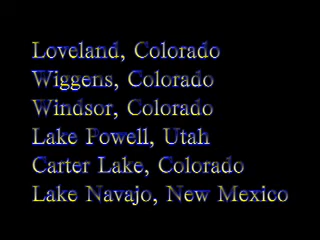 Loveland, Colorado
Wiggens, Colorado
Windsor, Colorado
Lake Powell, Utah
Carter Lake, Colorado
Lake Navajo, New Mexico